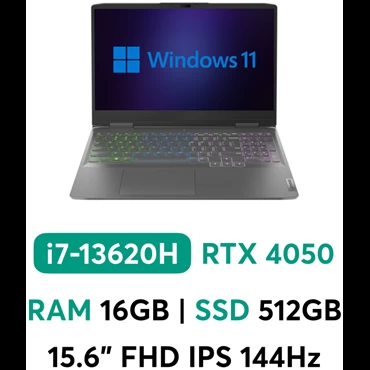 Windows 11
i7-13620H RTX 4050
RAM 16GB | SSD 512GB
15.6” FHD IPS 144Hz